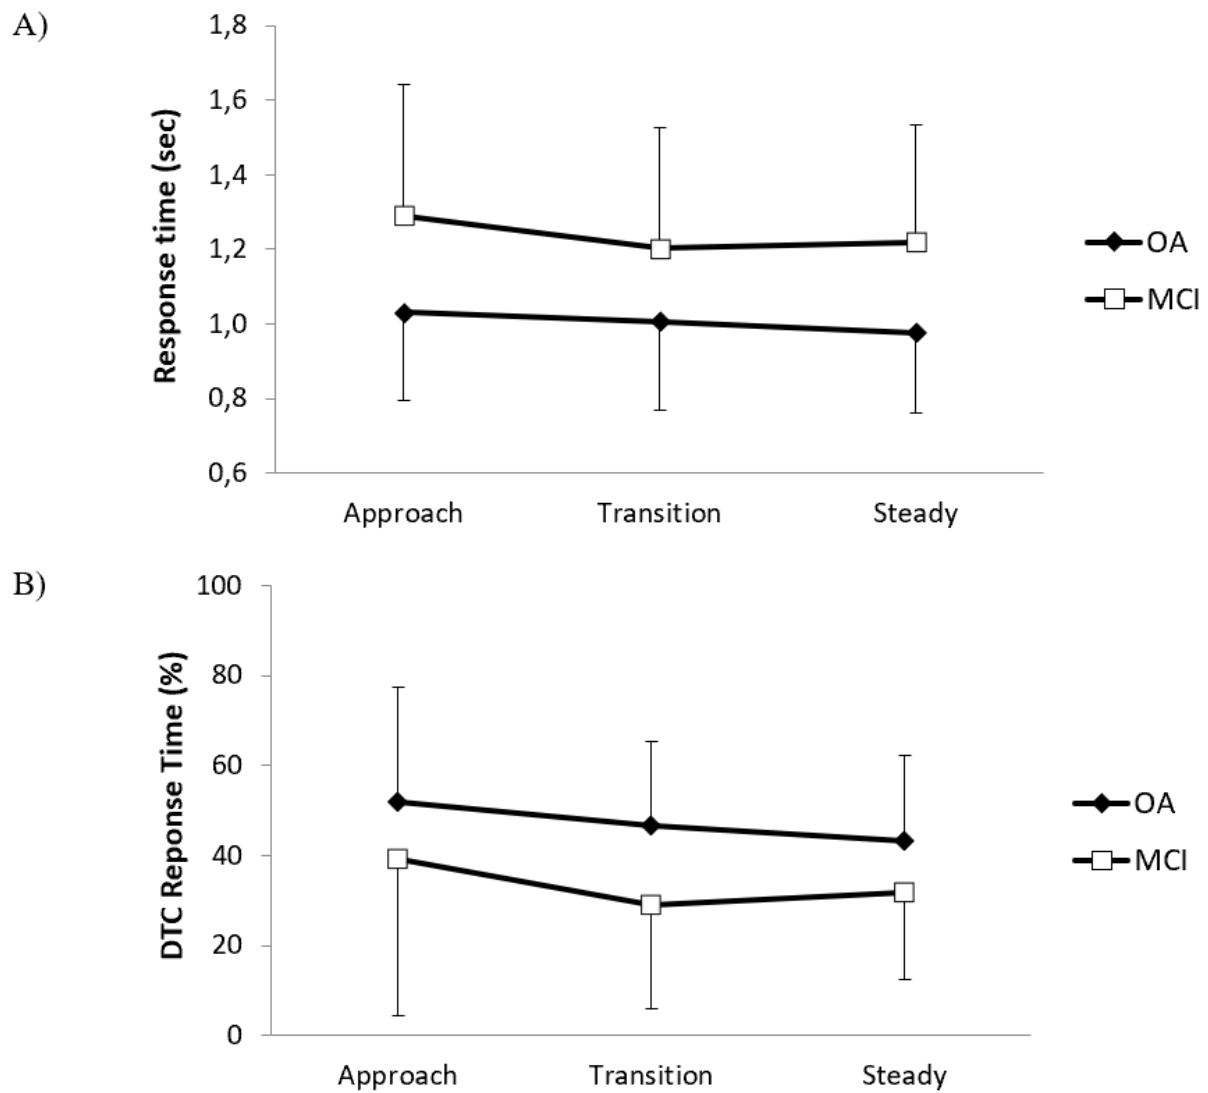 A)
Response time (sec)
1,8
1,6
1,4
1,2
1,0
0,8
0,6
Approach Transition Steady
OA
MCI
B)
DTC Reponse Time (%)
100
80
60
40
20
0
Approach Transition Steady
OA
MCI